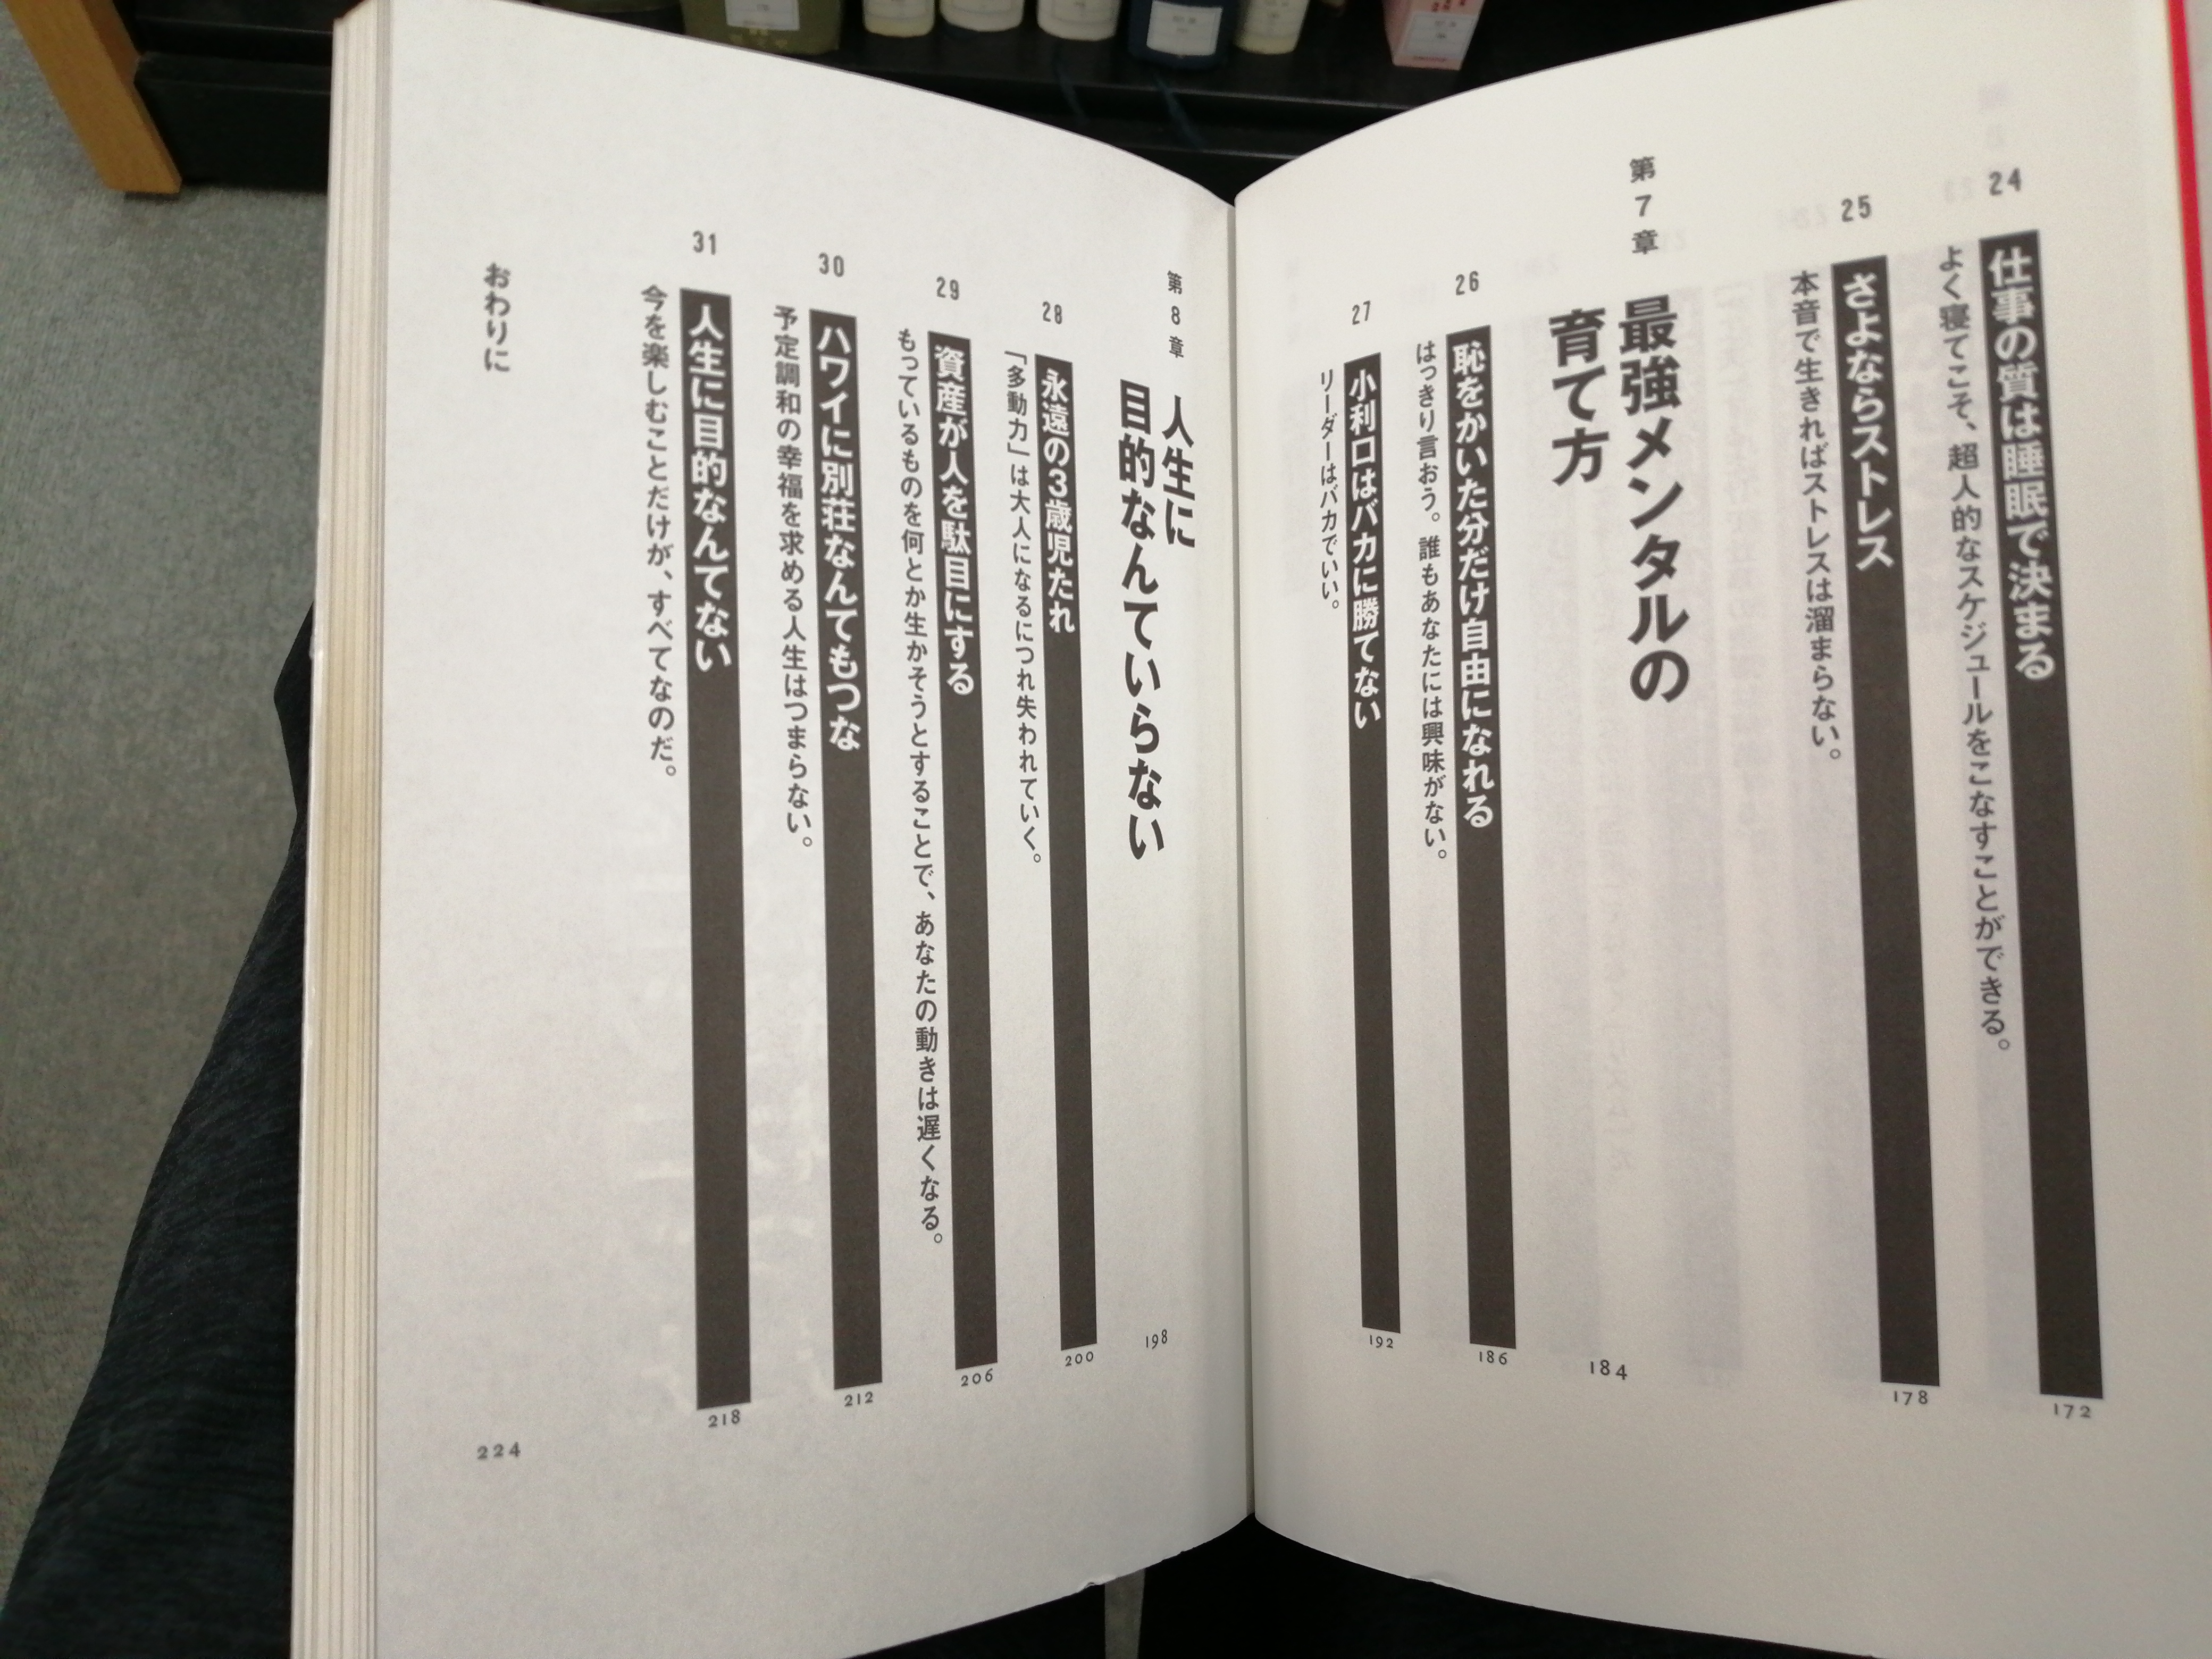 24
仕事の質は睡眠で決まる
よく寝てこそ、超人的なスケジュールをこなすことができる。
172
25
さよならストレス
本音で生きればストレスは溜まらない。
178
第7章
最強メンタルの
育て方
184
26
恥をかいた分だけ自由になれる
はっきり言おう。誰もあなたには興味がない。
186
27
小利口はバカに勝てない
リーダーはバカでいい。
192
第8章
人生に
目的なんていらない
198
28
永遠の3歳児たれ
「多動力」は大人になるにつれ失われていく。
200
29
資産が人を駄目にする
もっているものを何とか生かそうとすることで、あなたの動きは遅くなる。
206
30
ハワイに別荘なんてもつな
予定調和の幸福を求める人生はつまらない。
212
31
人生に目的なんてない
今を楽しむことだけが、すべてなのだ。
218
おわりに
224